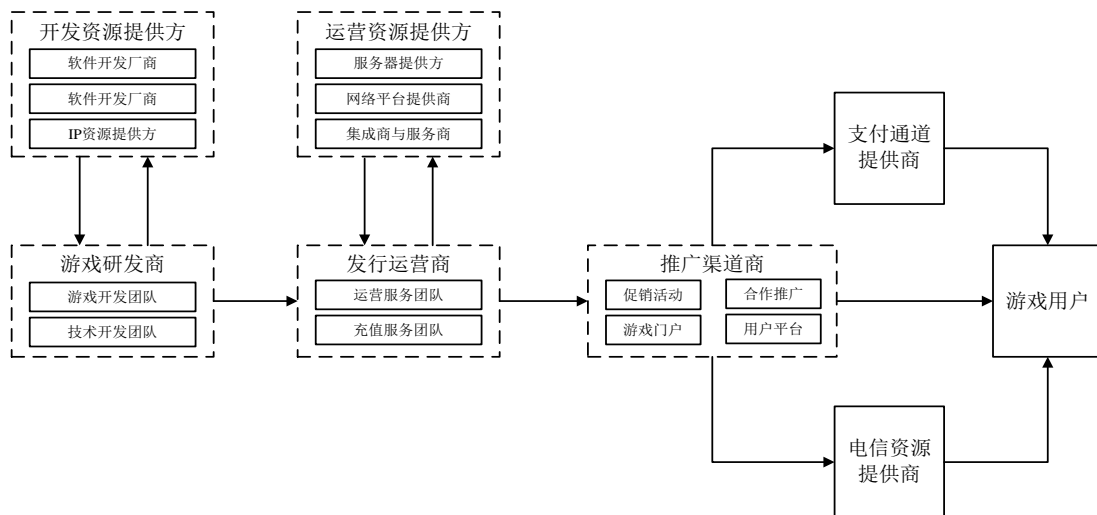 开发资源提供方
软件开发厂商
软件开发厂商
IP资源提供方
运营资源提供方
服务器提供方
网络平台提供商
集成商与服务商
支付通道
提供商
游戏研发商
游戏开发团队
技术开发团队
发行运营商
运营服务团队
充值服务团队
推广渠道商
促销活动
合作推广
游戏门户
用户平台
游戏用户
电信资源
提供商